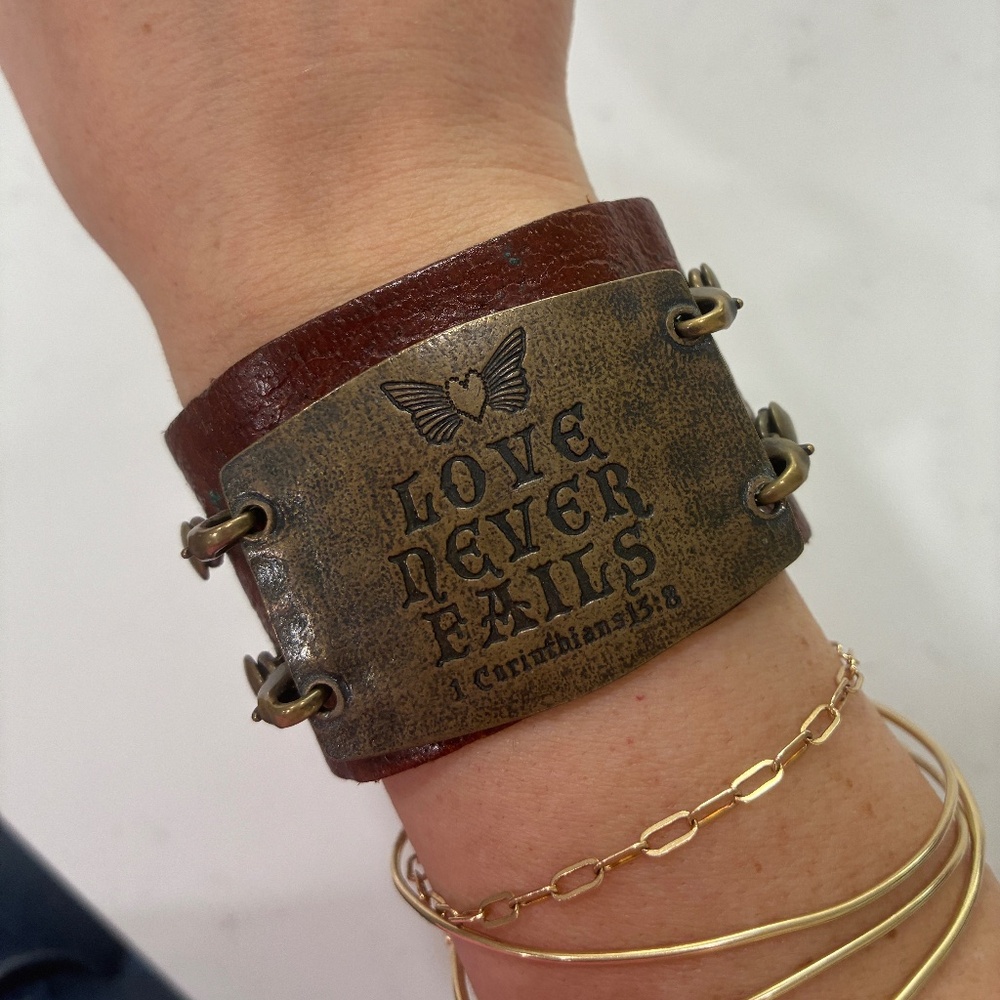 LOVE
NEVER
FAILS
1 Corinthians 13:8